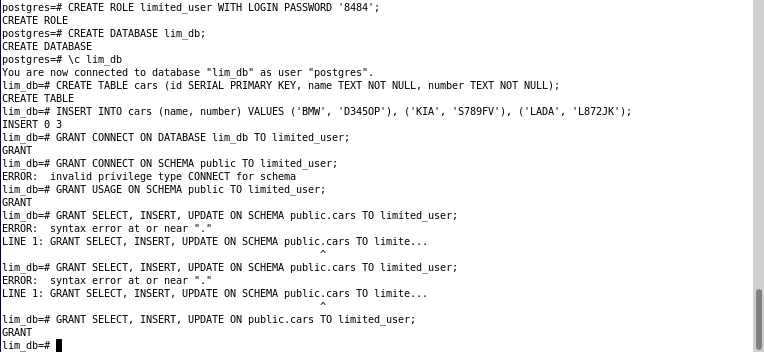 postgres=# CREATE ROLE limited_user WITH LOGIN PASSWORD '8484';
CREATE ROLE
postgres=# CREATE DATABASE lim_db;
CREATE DATABASE
postgres=# \c lim_db
You are now connected to database "lim_db" as user "postgres".
lim_db=# CREATE TABLE cars (id SERIAL PRIMARY KEY, name TEXT NOT NULL, number TEXT NOT NULL);
CREATE TABLE
lim_db=# INSERT INTO cars (name, number) VALUES ('BMW', 'D345OP'), ('KIA', 'S789FV'), ('LADA', 'L872JK');
INSERT 0 3
lim_db=# GRANT CONNECT ON DATABASE lim_db TO limited_user;
GRANT
lim_db=# GRANT CONNECT ON SCHEMA public TO limited_user;
ERROR:  invalid privilege type CONNECT for schema
lim_db=# GRANT USAGE ON SCHEMA public TO limited_user;
GRANT
lim_db=# GRANT SELECT, INSERT, UPDATE ON SCHEMA public.cars TO limited_user;
ERROR:  syntax error at or near "."
LINE 1: GRANT SELECT, INSERT, UPDATE ON SCHEMA public.cars TO limite...
                                                     ^
lim_db=# GRANT SELECT, INSERT, UPDATE ON SCHEMA public.cars TO limited_user;
ERROR:  syntax error at or near "."
LINE 1: GRANT SELECT, INSERT, UPDATE ON SCHEMA public.cars TO limite...
                                                     ^
lim_db=# GRANT SELECT, INSERT, UPDATE ON public.cars TO limited_user;
GRANT
lim_db=#